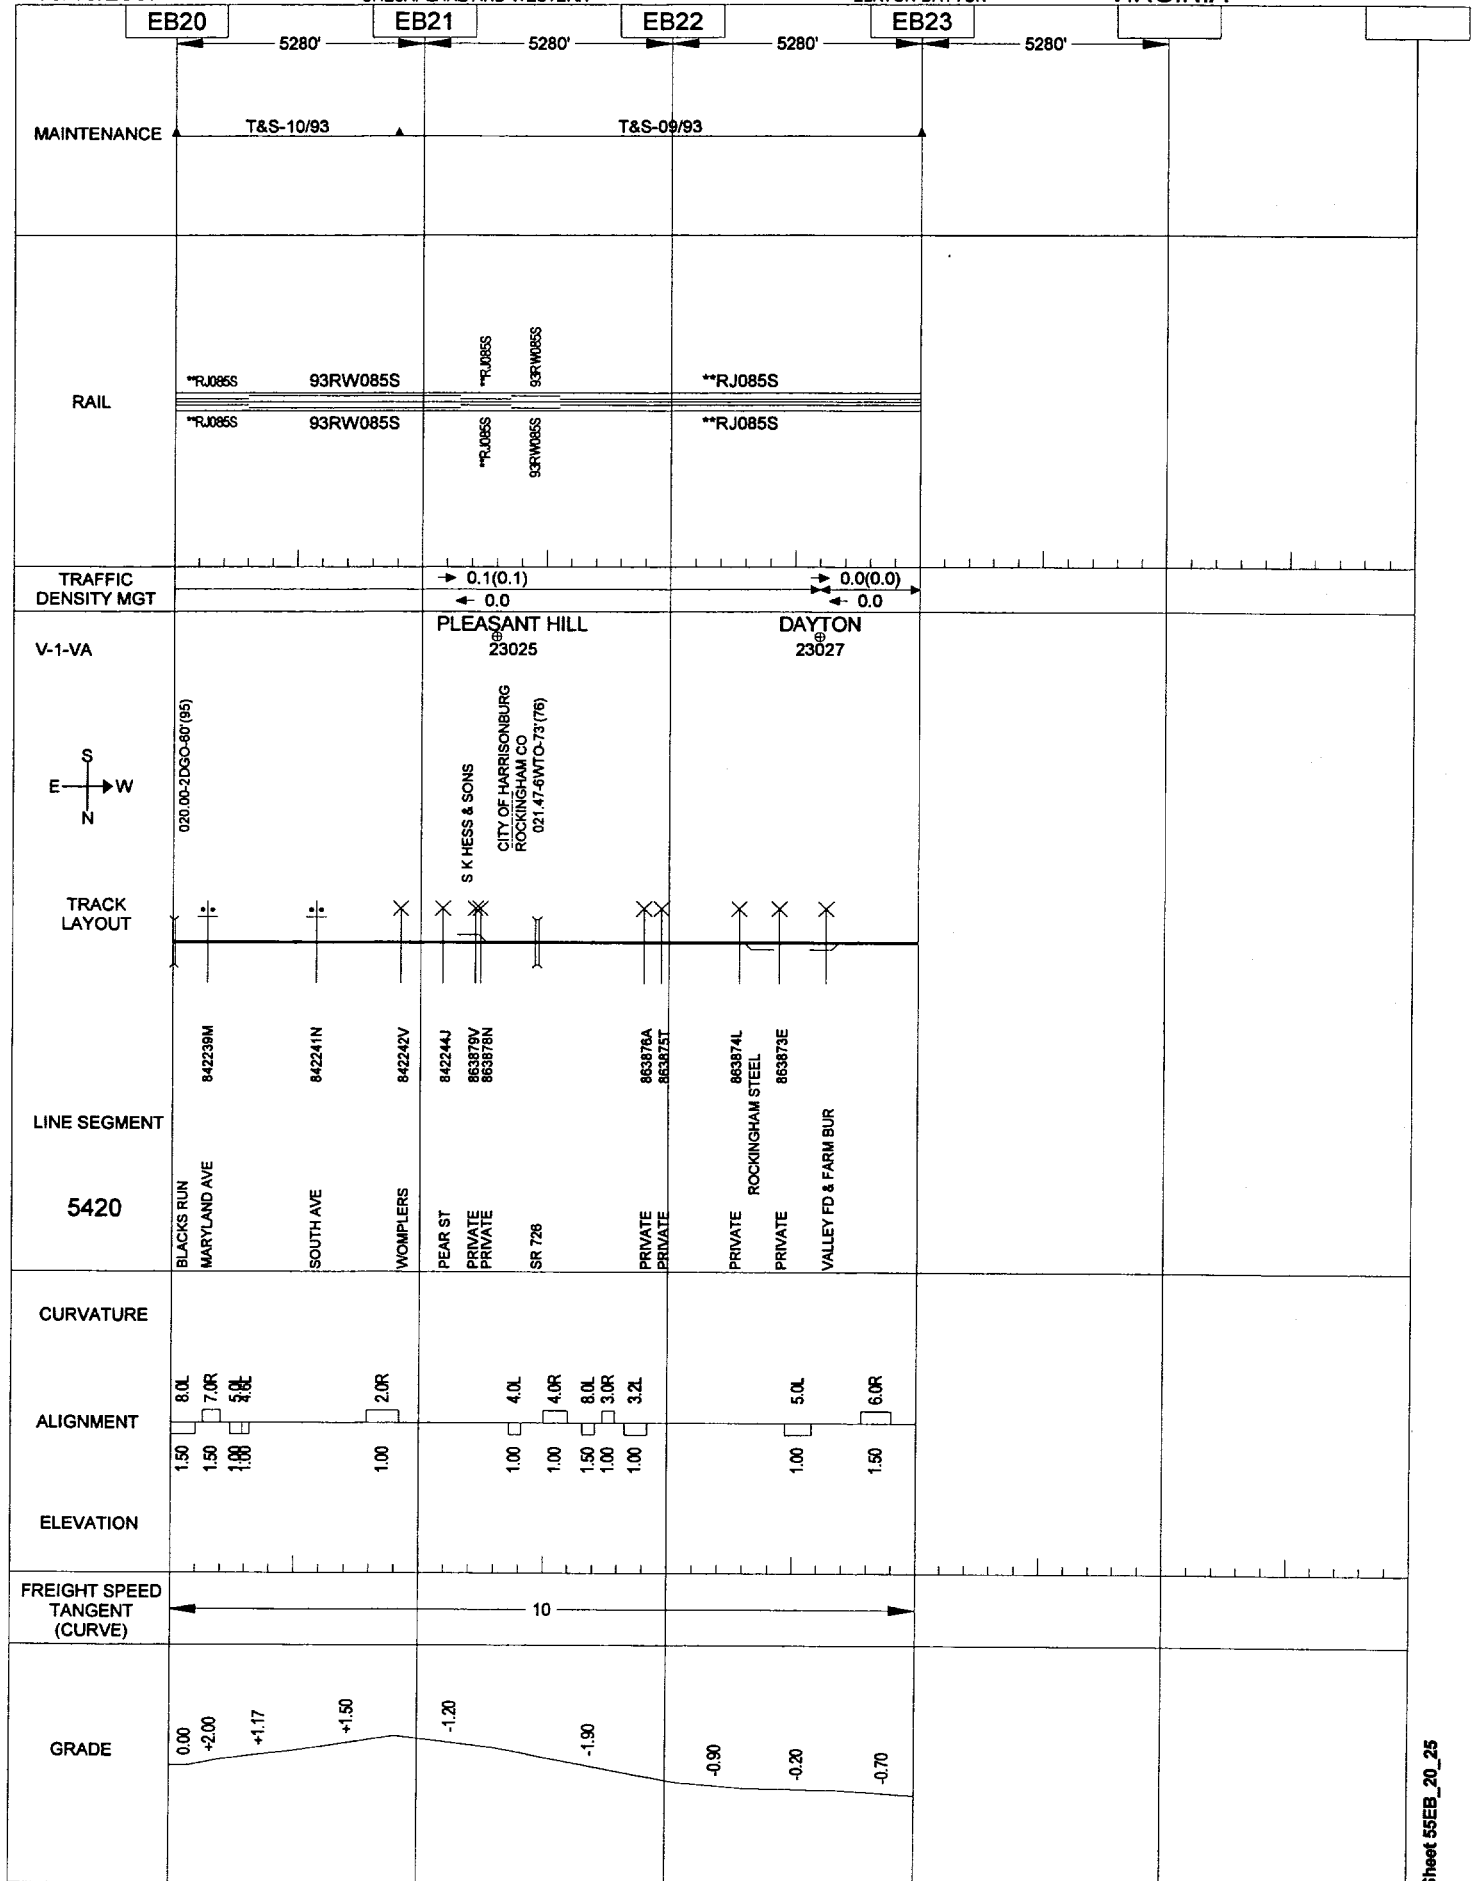 EB20 EB21 EB22 EB23
5280' 5280' 5280' 5280'
MAINTENANCE T&S-10/93 T&S-09/93
**RJ085S 93RW085S **RJ085S 93RW085S **RJ085S
RAIL
**RJ085S 93RW085S **RJ085S 93RW085S **RJ085S
TRAFFIC
DENSITY MGT
0.1(0.1) 0.0(0.0)
0.0 0.0
PLEASANT HILL DAYTON
V-1-VA 23025 23027
020.00-2DGO-60'(95)
S K HESS & SONS
CITY OF HARRISONBURG
ROCKINGHAM CO
021.47-6WTO-73'(76)
S
E W
N
TRACK
LAYOUT
842239M 842241N 842242V 842244J 863879V 863878N 863876A 863875T 863874L 863873E
LINE SEGMENT
ROCKINGHAM STEEL
5420
BLACKS RUN
MARYLAND AVE
SOUTH AVE
WOMPLERS
PEAR ST
PRIVATE
PRIVATE
SR 726
PRIVATE
PRIVATE
PRIVATE
PRIVATE
VALLEY FD & FARM BUR
CURVATURE
8.0L 7.0R 5.0L 4.6L 2.0R 4.0L 4.0R 8.0L 3.0R 3.2L 5.0L 6.0R
ALIGNMENT
1.50 1.50 1.00 1.00 1.00 1.00 1.00 1.50 1.00 1.00 1.00 1.50
ELEVATION
FREIGHT SPEED
TANGENT
(CURVE)
10
GRADE
0.00 +2.00 +1.17 +1.50 -1.20 -1.90 -0.90 -0.20 -0.70
Sheet 55EB_20_25